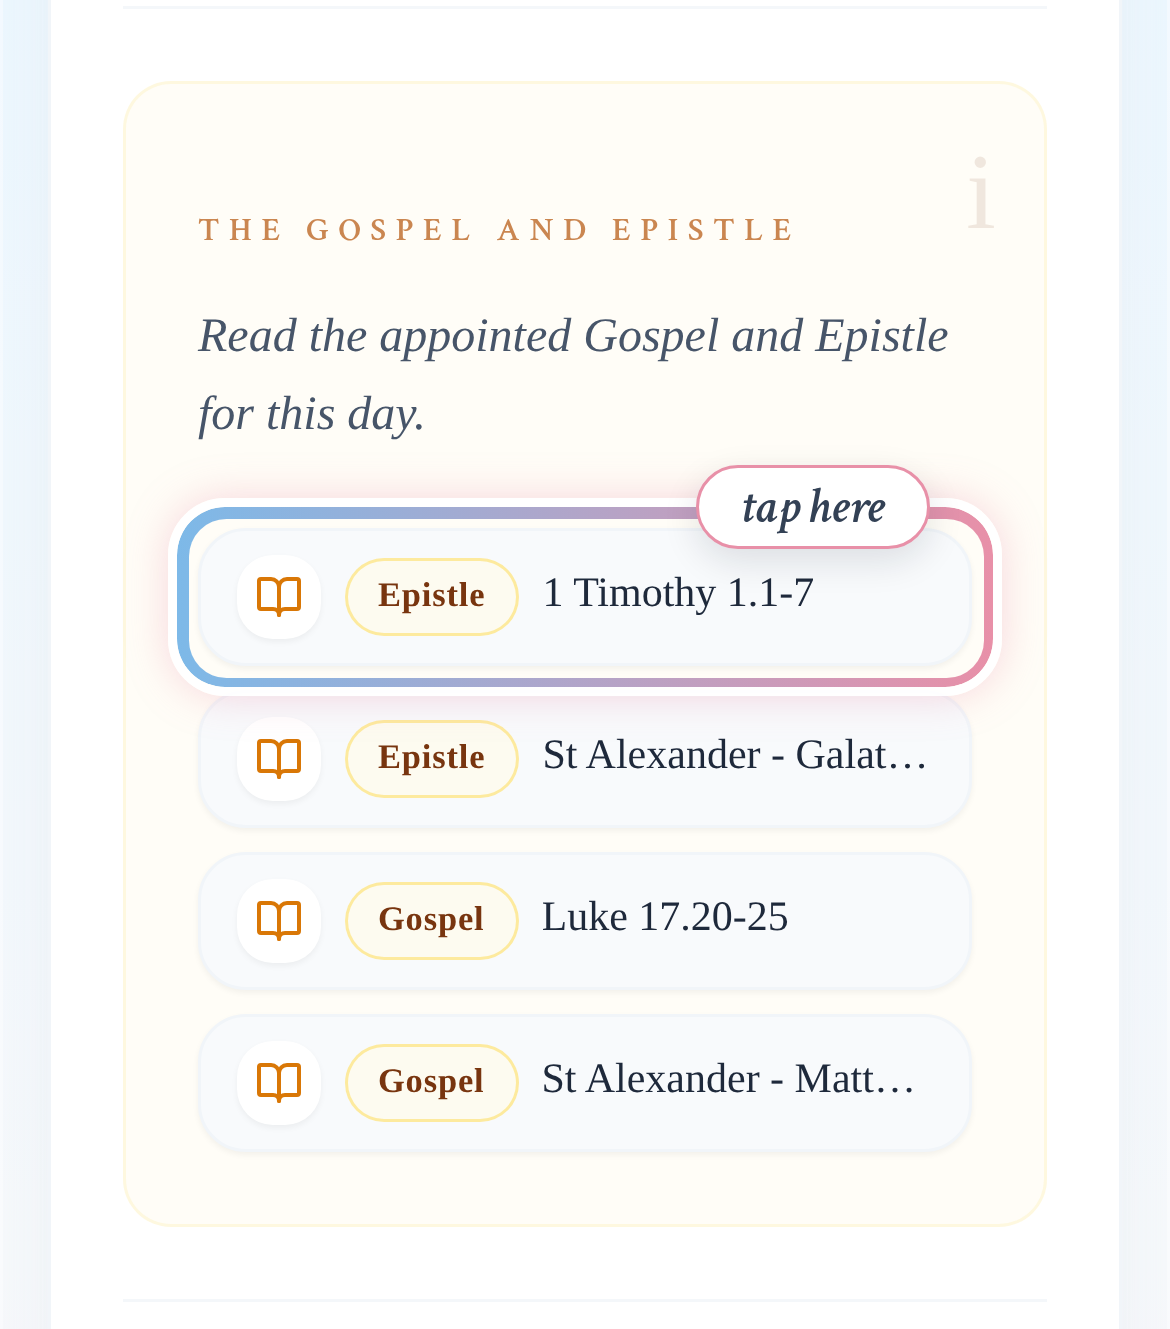 i
THE GOSPEL AND EPISTLE
Read the appointed Gospel and Epistle
for this day.
tap here
Epistle 1 Timothy 1.1-7
Epistle St Alexander - Galat…
Gospel Luke 17.20-25
Gospel St Alexander - Matt…